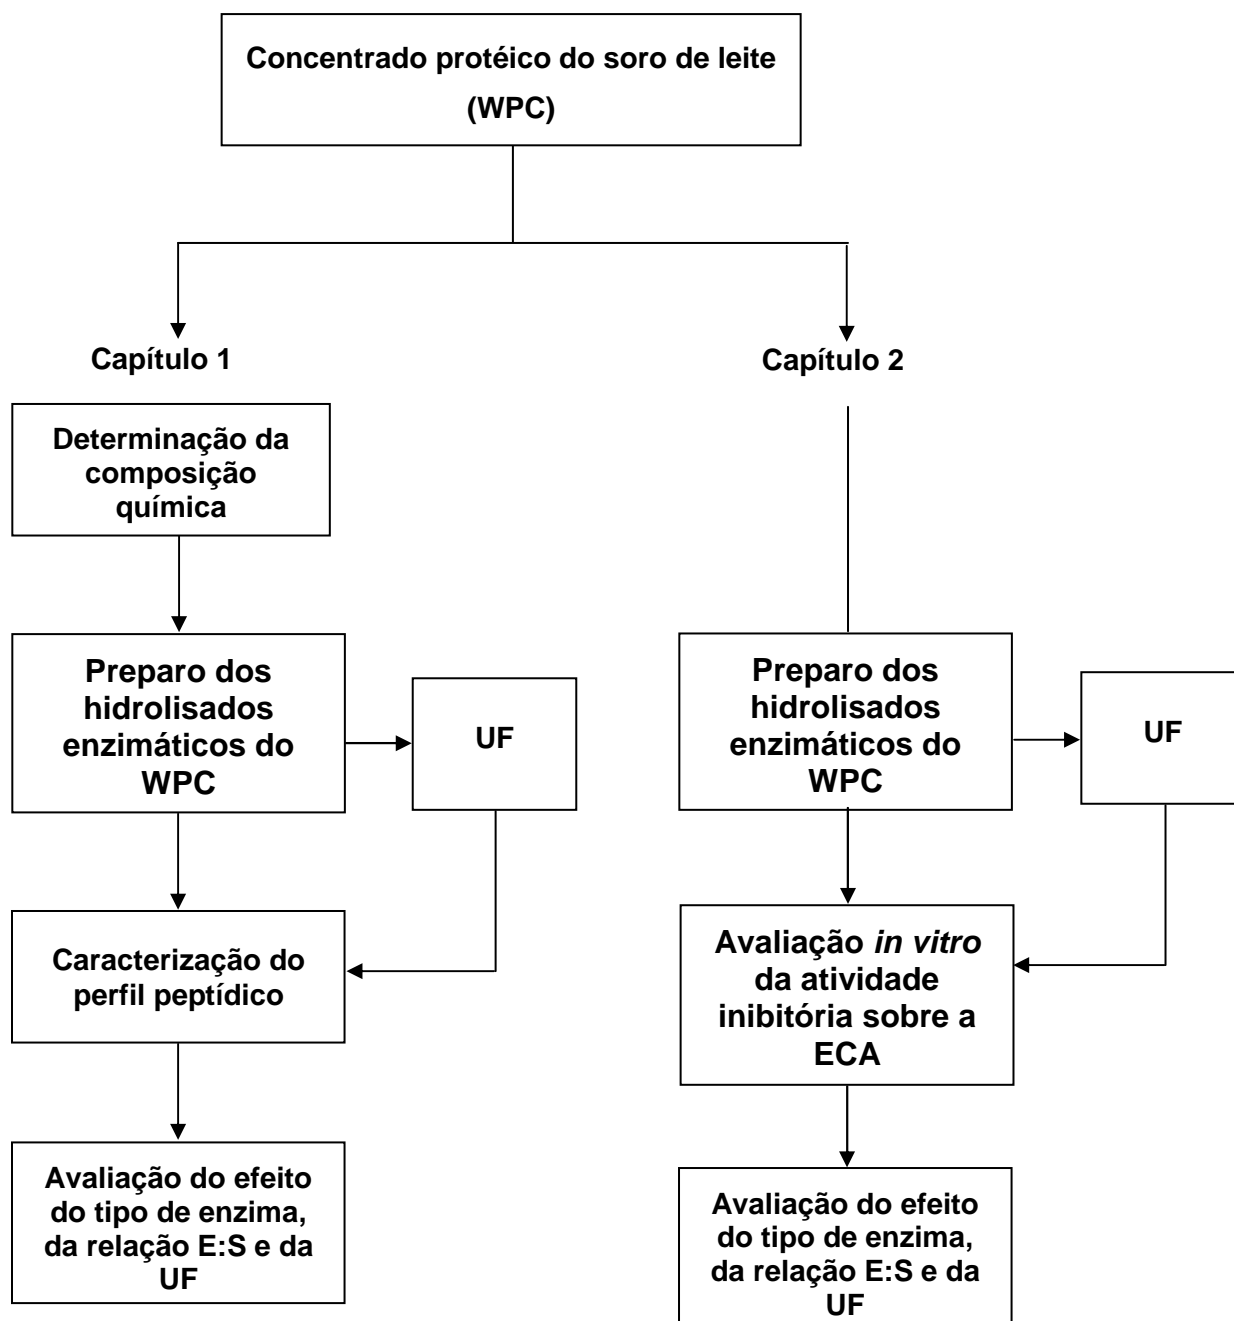 Concentrado protéico do soro de leite
(WPC)
Capítulo 1
Determinação da
composição
química
Preparo dos
hidrolisados
enzimáticos do
WPC
UF
Caracterização do
perfil peptídico
Avaliação do efeito
do tipo de enzima,
da relação E:S e da
UF
Capítulo 2
Preparo dos
hidrolisados
enzimáticos do
WPC
UF
Avaliação in vitro
da atividade
inibitória sobre a
ECA
Avaliação do efeito
do tipo de enzima,
da relação E:S e da
UF